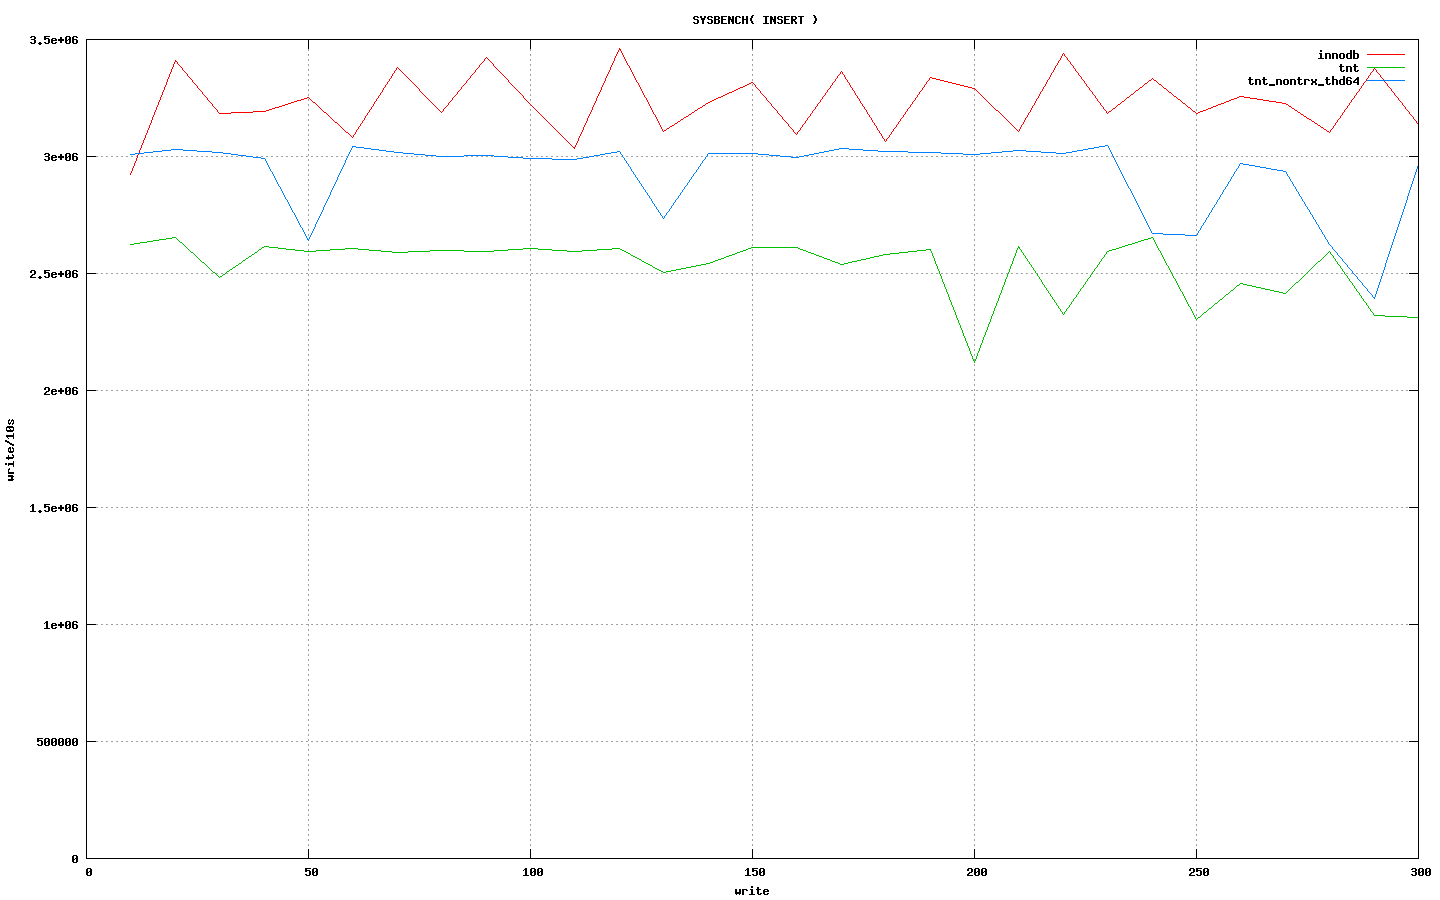 SYSBENCH( INSERT )
3.5e+06
innodb
tnt
tnt_nontrx_thd64
3e+06
2.5e+06
2e+06
write/10s
1.5e+06
1e+06
500000
0
0 50 100 150 200 250 300
write